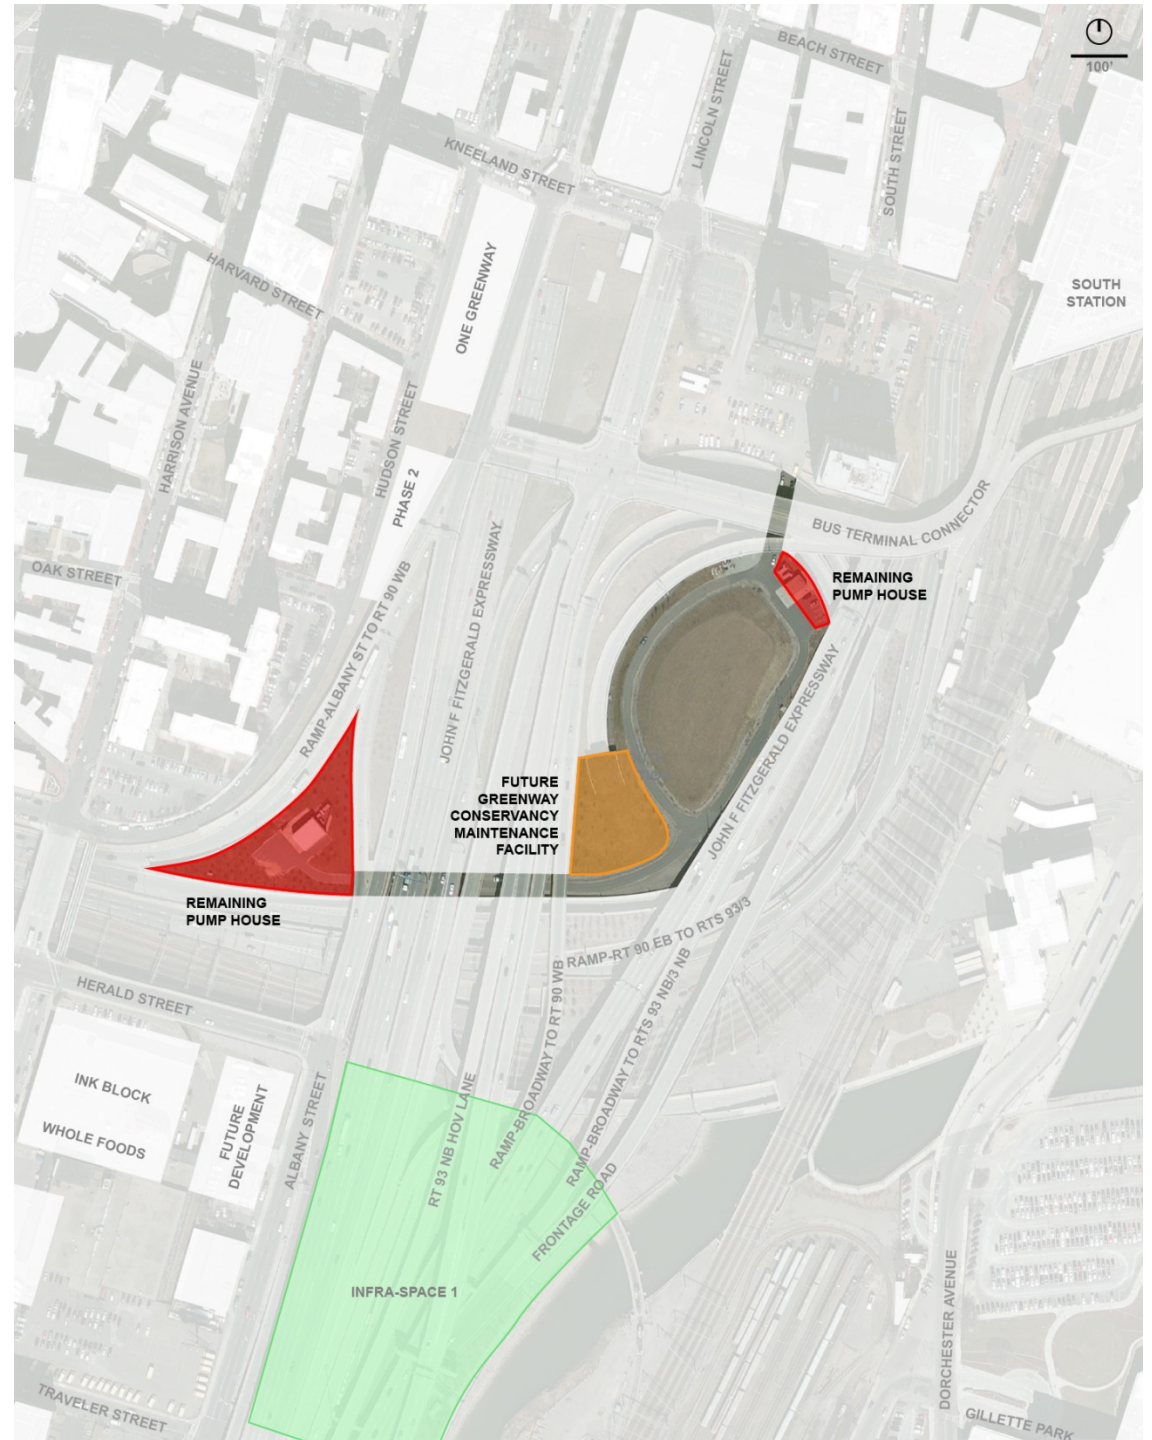 BEACH STREET
100'
LINCOLN STREET
KNEELAND STREET
SOUTH STREET
HARVARD STREET
ONE GREENWAY
SOUTH
STATION
HARRISON AVENUE
HUDSON STREET
PHASE 2
BUS TERMINAL CONNECTOR
OAK STREET
RAMP-ALBANY ST TO RT 90 WB
JOHN F FITZGERALD EXPRESSWAY
REMAINING
PUMP HOUSE
JOHN F FITZGERALD EXPRESSWAY
FUTURE
GREENWAY
CONSERVANCY
MAINTENANCE
FACILITY
REMAINING
PUMP HOUSE
RAMP-RT 90 EB TO RTS 93/3
HERALD STREET
RAMP-BROADWAY TO RT 90 WB
RAMP-BROADWAY TO RTS 93 NB/3 NB
INK BLOCK
WHOLE FOODS
FUTURE
DEVELOPMENT
ALBANY STREET
RT 93 NB HOV LANE
FRONTAGE ROAD
INFRA-SPACE 1
DORCHESTER AVENUE
TRAVELER STREET
GILLETTE PARK